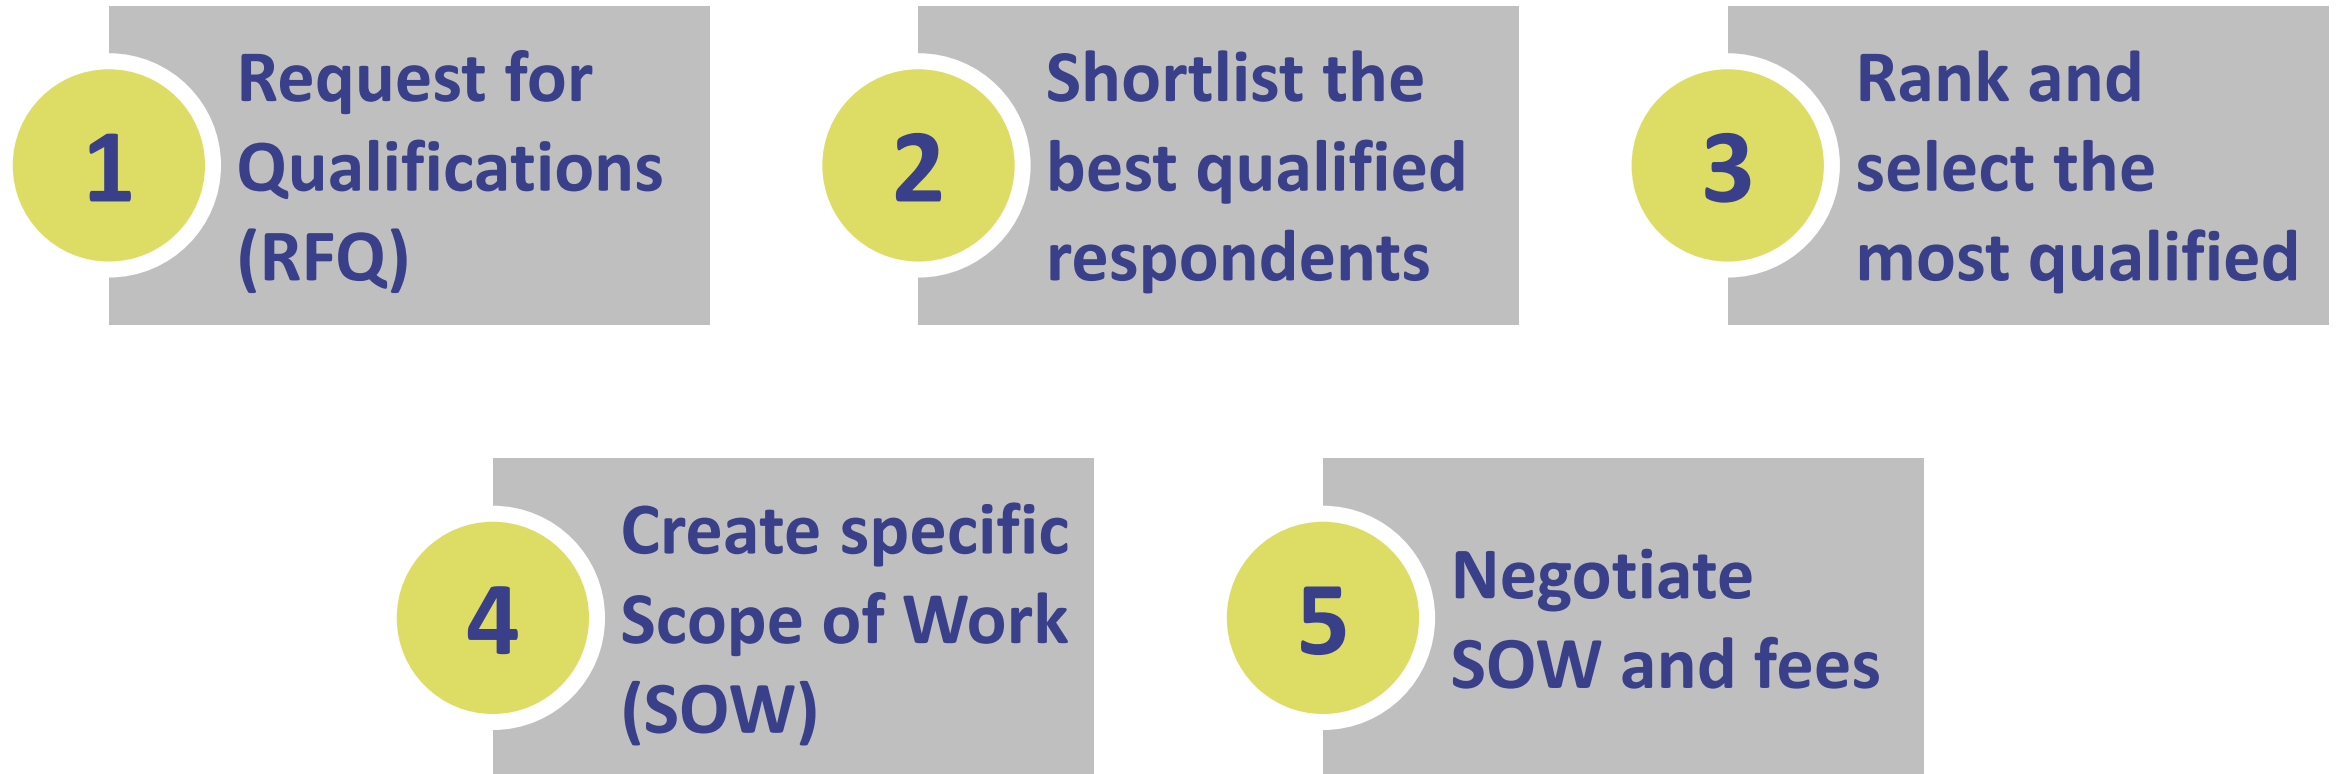 1
Request for
Qualifications
(RFQ)
2
Shortlist the
best qualified
respondents
3
Rank and
select the
most qualified
4
Create specific
Scope of Work
(SOW)
5
Negotiate
SOW and fees